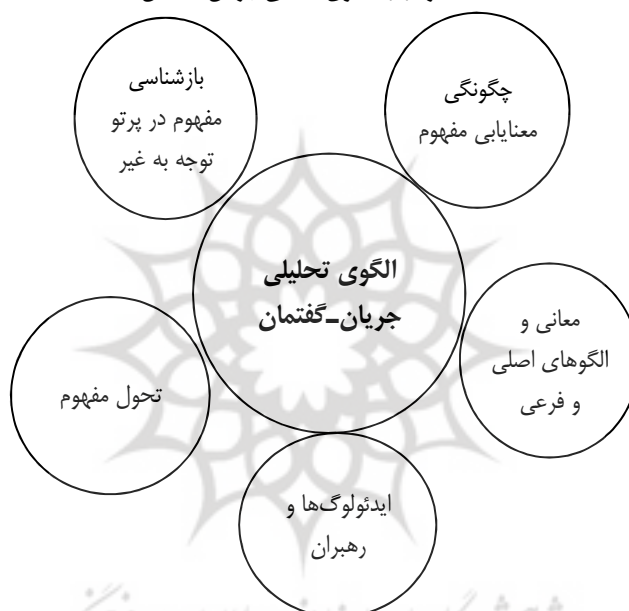 چگونگی
معنایابی مفهوم
بازشناسی
مفهوم در پرتو
توجه به غیر
الگوی تحلیلی
جریان-گفتمان
معانی و
الگوهای اصلی
و فرعی
تحول مفهوم
ایدئولوگ‌ها و
رهبران